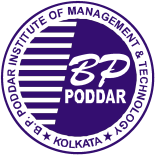 B.P. PODDAR INSTITUTE OF MANAGEMENT & TECHNOLOGY
BP
PODDAR
★ KOLKATA ★